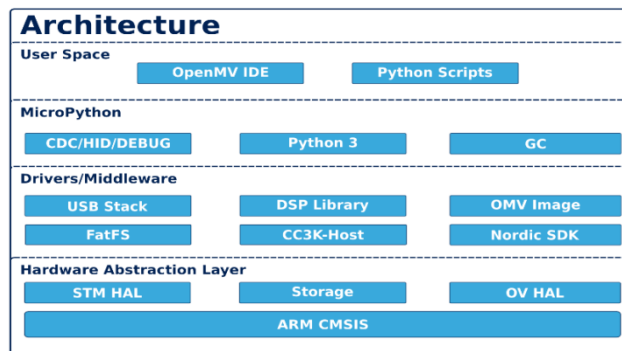 Architecture
User Space
OpenMV IDE Python Scripts
MicroPython
CDC/HID/DEBUG Python 3 GC
Drivers/Middleware
USB Stack DSP Library OMV Image
FatFS CC3K-Host Nordic SDK
Hardware Abstraction Layer
STM HAL Storage OV HAL
ARM CMSIS